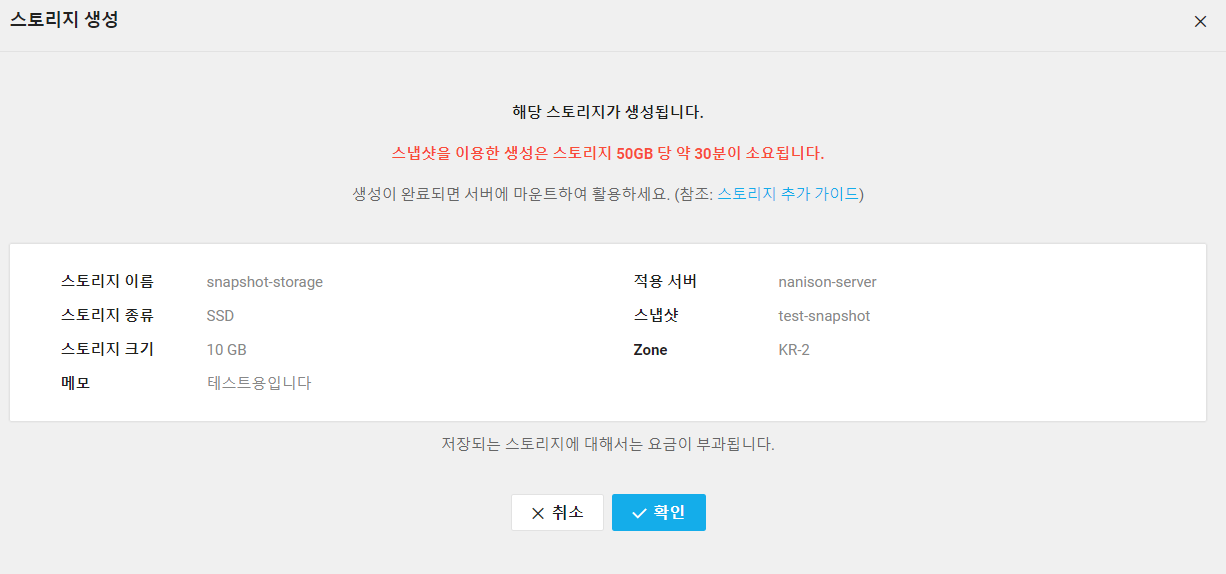 스토리지 생성
해당 스토리지가 생성됩니다.
스냅샷을 이용한 생성은 스토리지 50GB 당 약 30분이 소요됩니다.
생성이 완료되면 서버에 마운트하여 활용하세요. (참조: 스토리지 추가 가이드)
스토리지 이름 snapshot-storage 적용 서버 nanison-server
스토리지 종류 SSD 스냅샷 test-snapshot
스토리지 크기 10 GB Zone KR-2
메모 테스트용입니다
저장되는 스토리지에 대해서는 요금이 부과됩니다.
취소 확인